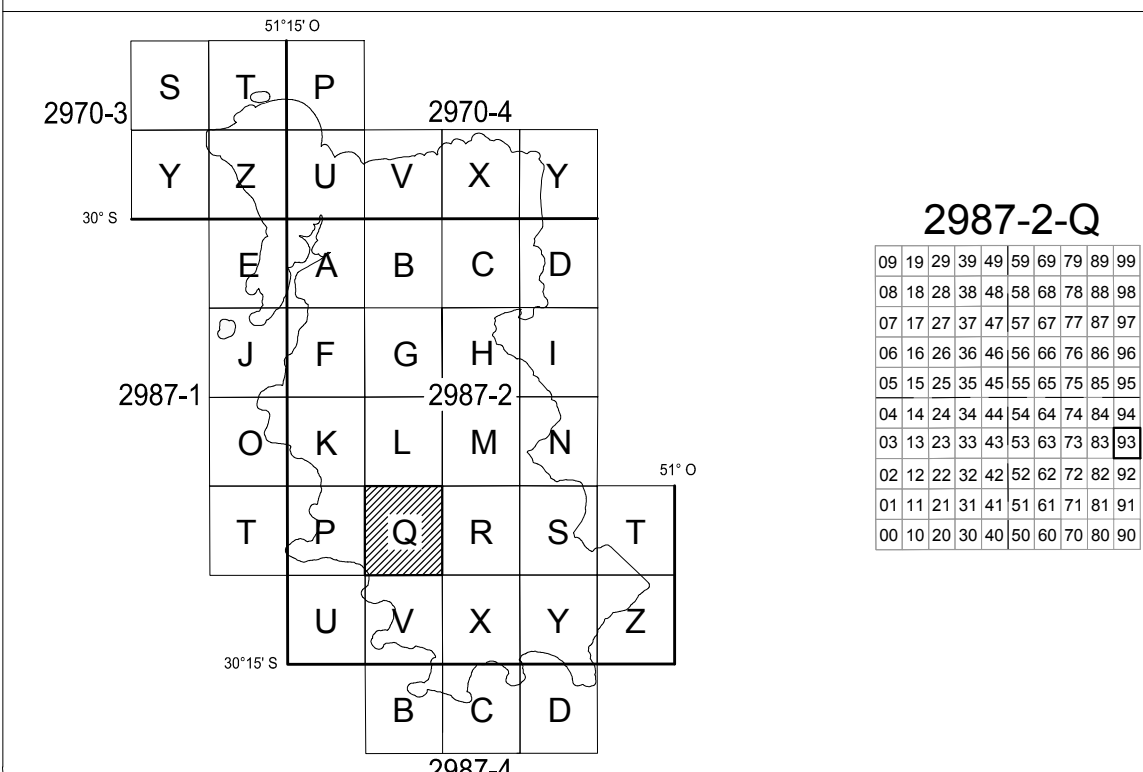 51°15' O
S T P
2970-3 2970-4
Y Z U V X Y
30° S
E A B C D
J F G H I
2987-1 2987-2
O K L M N
51° O
T P Q R S T
U V X Y Z
30°15' S
B C D
2987-4
2987-2-Q
09 19 29 39 49 59 69 79 89 99
08 18 28 38 48 58 68 78 88 98
07 17 27 37 47 57 67 77 87 97
06 16 26 36 46 56 66 76 86 96
05 15 25 35 45 55 65 75 85 95
04 14 24 34 44 54 64 74 84 94
03 13 23 33 43 53 63 73 83 93
02 12 22 32 42 52 62 72 82 92
01 11 21 31 41 51 61 71 81 91
00 10 20 30 40 50 60 70 80 90